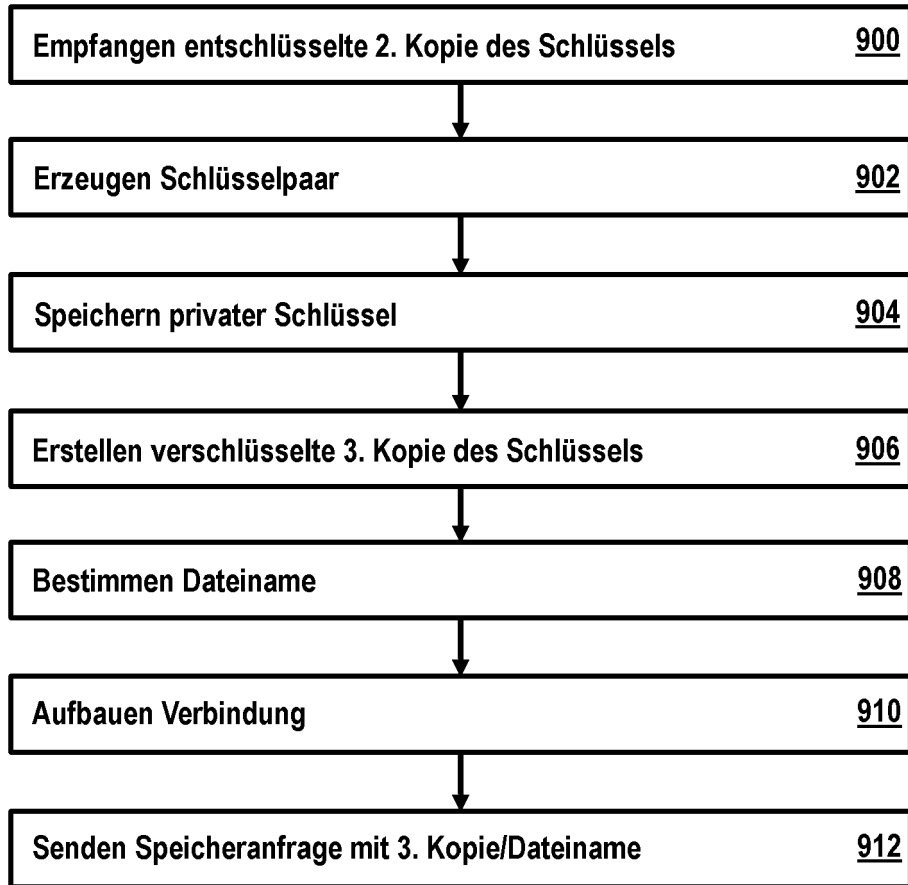 Empfangen entschlüsselte 2. Kopie des Schlüssels 900
Erzeugen Schlüsselpaar 902
Speichern privater Schlüssel 904
Erstellen verschlüsselte 3. Kopie des Schlüssels 906
Bestimmen Dateiname 908
Aufbauen Verbindung 910
Senden Speicheranfrage mit 3. Kopie/Dateiname 912